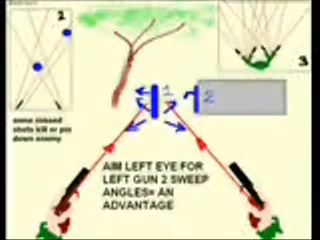 2
3
some missed
shots kill or pin
down enemy
1
2
AIM LEFT EYE FOR
LEFT GUN 2 SWEEP
ANGLES= AN
ADVANTAGE